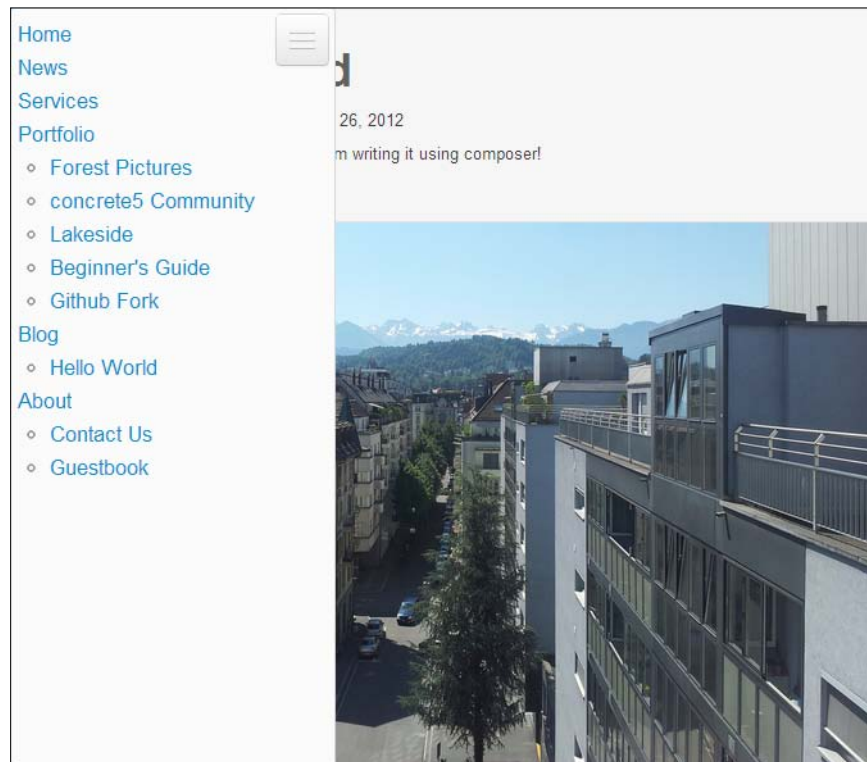 Home
News
Services
Portfolio
Forest Pictures
concrete5 Community
Lakeside
Beginner's Guide
Github Fork
Blog
Hello World
About
Contact Us
Guestbook
d
26, 2012
m writing it using composer!